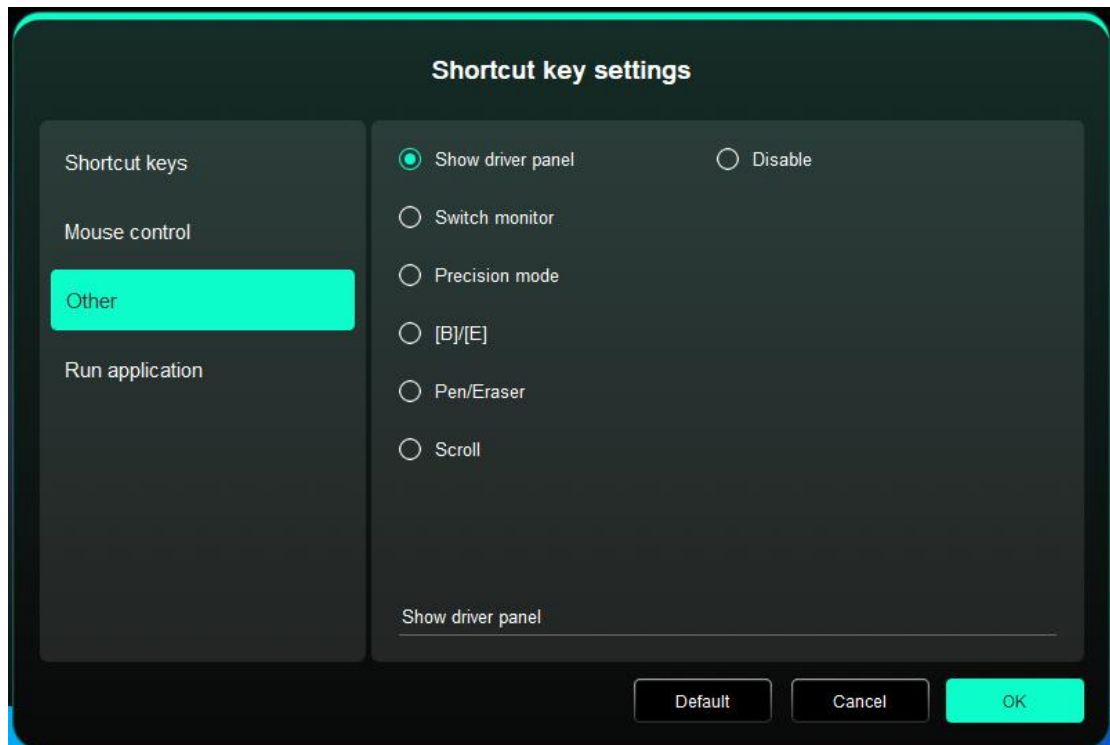 Shortcut key settings
Shortcut keys
Mouse control
Other
Run application
Show driver panel
Disable
Switch monitor
Precision mode
[B]/[E]
Pen/Eraser
Scroll
Show driver panel
Default
Cancel
OK